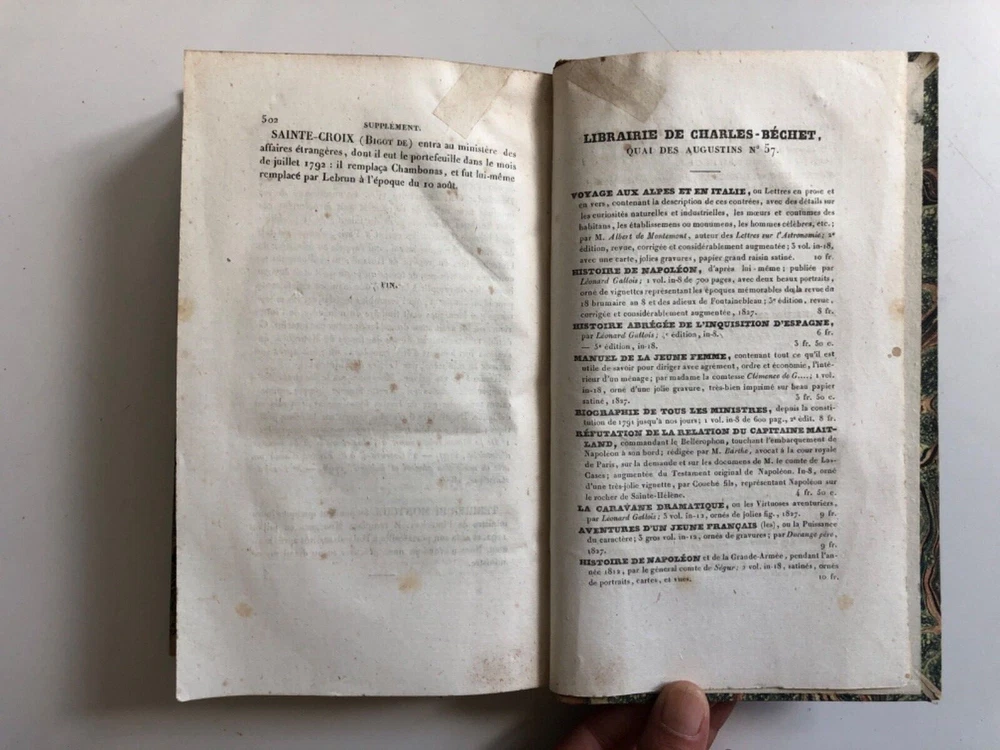 502
SUPPLÉMENT.
SAINTE-CROIX (BIGOT DE) entra au ministère des
affaires étrangères, dont il eut le portefeuille dans le mois
de juillet 1792 : il remplaça Chambonas, et fut lui-même
remplacé par Lebrun à l'époque du 10 août.
FIN.
LIBRAIRIE DE CHARLES-BÉCHET,
QUAI DES AUGUSTINS N° 57.
VOYAGE AUX ALPES ET EN ITALIE, ou Lettres en prose et
en vers, contenant la description de ces contrées, avec des détails sur
les curiosités naturelles et industrielles, les mœurs et coutumes des
habitans, les établissemens ou monumens, les hommes célèbres, etc.;
par M. Albert de Montemont, auteur des Lettres sur l'Astronomie; 2e
édition, revue, corrigée et considérablement augmentée; 3 vol. in-18,
avec une carte, jolies gravures, papier grand raisin satiné. 10 fr.
HISTOIRE DE NAPOLÉON, d'après lui-même; publiée par
Léonard Gallois; 1 vol. in-8 de 700 pages, avec deux beaux portraits,
orné de vignettes représentant les époques mémorables de la revue du
18 brumaire an 8 et des adieux de Fontainebleau; 3e édition, revue,
corrigée et considérablement augmentée, 1827. 8 fr.
HISTOIRE ABRÉGÉE DE L'INQUISITION D'ESPAGNE,
par Léonard Gallois; édition, in-8. 6 fr.
— 5e édition, in-18. 3 fr. 50 c.
MANUEL DE LA JEUNE FEMME, contenant tout ce qu'il est
utile de savoir pour diriger avec agrément, ordre et économie, l'inté-
rieur d'un ménage; par madame la comtesse Clémence de G....; 1 vol.
in-18, orné d'une jolie gravure, très-bien imprimé sur beau papier
satiné, 1827. 3 fr. 50 c.
BIOGRAPHIE DE TOUS LES MINISTRES, depuis la consti-
tution de 1791 jusqu'à nos jours; 1 vol. in-8 de 600 pag., 2e édit. 8 fr.
RÉFUTATION DE LA RELATION DU CAPITAINE MAIT-
LAND, commandant le Bellérophon, touchant l'embarquement de
Napoléon à son bord; rédigée par M. Barthe, avocat à la cour royale
de Paris, sur la demande et sur les documens de M. le comte de Las-
Cases; augmentée du Testament original de Napoléon. In-8, orné
d'une très-jolie vignette, par Couché fils, représentant Napoléon sur
le rocher de Sainte-Hélène. 4 fr. 50 c.
LA CARAVANE DRAMATIQUE, ou les Virtuoses aventuriers,
par Léonard Gallois; 3 vol. in-12, ornés de jolies fig., 1827. 9 fr.
AVENTURES D'UN JEUNE FRANÇAIS (les), ou la Puissance
du caractère; 3 gros vol. in-12, ornés de gravures; par Durange père,
1827. 9 fr.
HISTOIRE DE NAPOLÉON et de la Grande-Armée, pendant l'an-
née 1812, par le général comte de Ségur; 2 vol. in-18, satinés, ornés
de portraits, cartes, et vues. 10 fr.